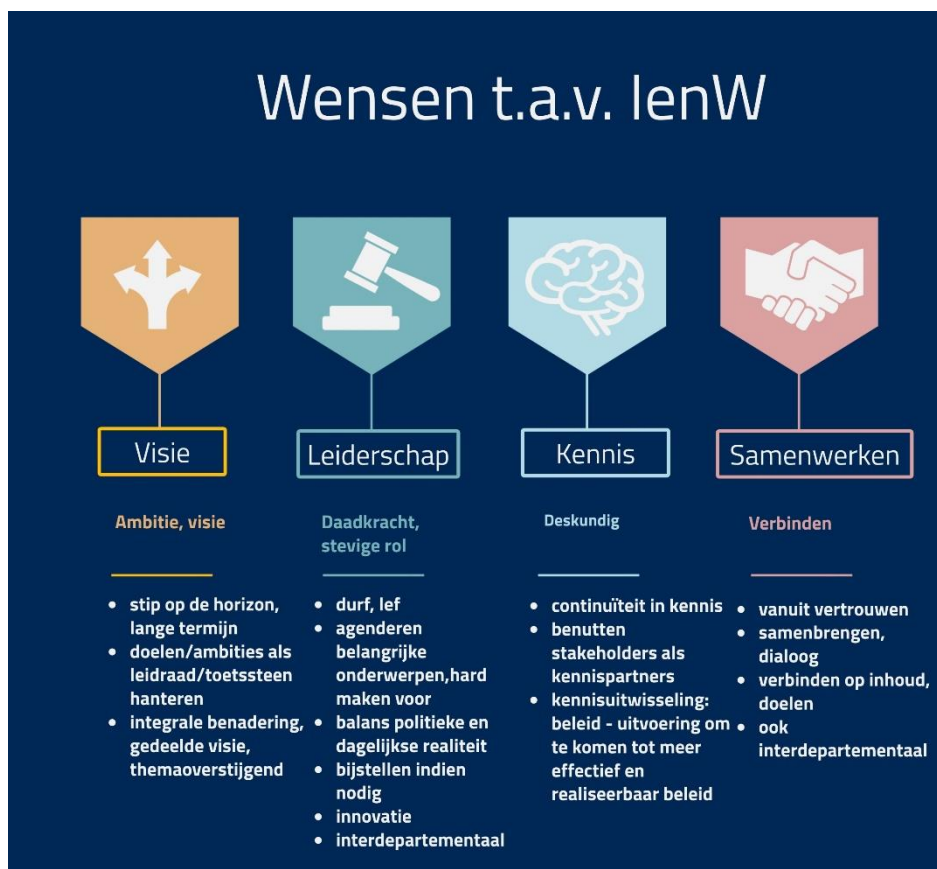 Wensen t.a.v. IenW
Visie
Ambitie, visie
• stip op de horizon,
lange termijn
• doelen/ambities als
leidraad/toetssteen
hanteren
• integrale benadering,
gedeelde visie,
themaoverstijgend
Leiderschap
Daadkracht,
stevige rol
• durf, lef
• agenderen
belangrijke
onderwerpen,hard
maken voor
• balans politieke en
dagelijkse realiteit
• bijstellen indien
nodig
• innovatie
• interdepartementaal
Kennis
Deskundig
• continuïteit in kennis
• benutten
stakeholders als
kennispartners
• kennisuitwisseling:
beleid - uitvoering om
te komen tot meer
effectief en
realiseerbaar beleid
Samenwerken
Verbinden
• vanuit vertrouwen
• samenbrengen,
dialoog
• verbinden op inhoud,
doelen
• ook
interdepartementaal